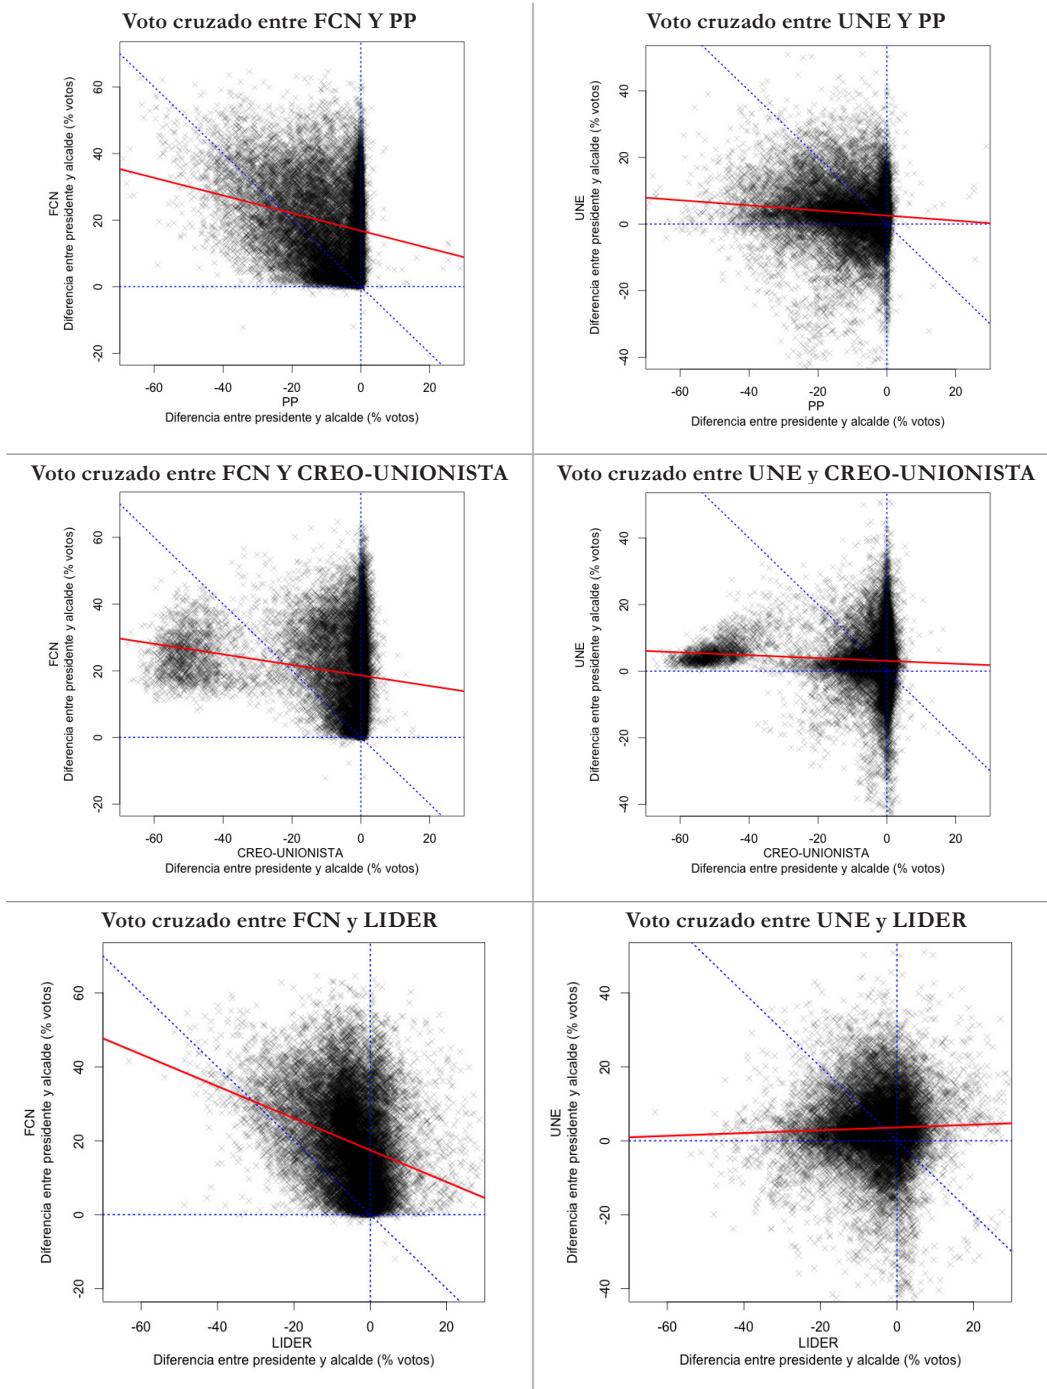 Voto cruzado entre FCN Y PP
FCN
Diferencia entre presidente y alcalde (% votos)
60
40
20
0
-20
-60 -40 -20 0 20
PP
Diferencia entre presidente y alcalde (% votos)
Voto cruzado entre UNE Y PP
UNE
Diferencia entre presidente y alcalde (% votos)
40
20
0
-20
-40
-60 -40 -20 0 20
PP
Diferencia entre presidente y alcalde (% votos)
Voto cruzado entre FCN Y CREO-UNIONISTA
FCN
Diferencia entre presidente y alcalde (% votos)
60
40
20
0
-20
-60 -40 -20 0 20
CREO-UNIONISTA
Diferencia entre presidente y alcalde (% votos)
Voto cruzado entre UNE y CREO-UNIONISTA
UNE
Diferencia entre presidente y alcalde (% votos)
40
20
0
-20
-40
-60 -40 -20 0 20
CREO-UNIONISTA
Diferencia entre presidente y alcalde (% votos)
Voto cruzado entre FCN y LIDER
FCN
Diferencia entre presidente y alcalde (% votos)
60
40
20
0
-20
-60 -40 -20 0 20
LIDER
Diferencia entre presidente y alcalde (% votos)
Voto cruzado entre UNE y LIDER
UNE
Diferencia entre presidente y alcalde (% votos)
40
20
0
-20
-40
-60 -40 -20 0 20
LIDER
Diferencia entre presidente y alcalde (% votos)